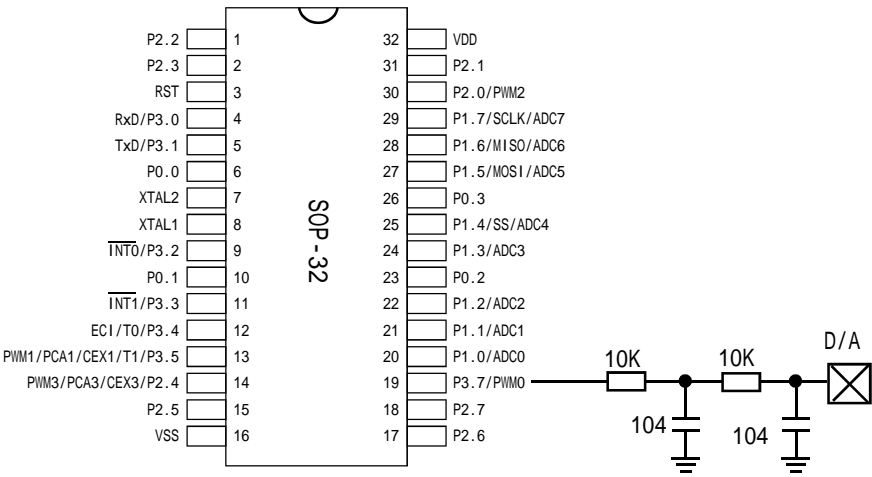 P2.2 1 32 VDD
P2.3 2 31 P2.1
RST 3 30 P2.0/PWM2
RxD/P3.0 4 29 P1.7/SCLK/ADC7
TxD/P3.1 5 28 P1.6/MISO/ADC6
P0.0 6 27 P1.5/MOSI/ADC5
XTAL2 7 26 P0.3
XTAL1 8 25 P1.4/SS/ADC4
INT0/P3.2 9 24 P1.3/ADC3
P0.1 10 23 P0.2
INT1/P3.3 11 22 P1.2/ADC2
ECI/T0/P3.4 12 21 P1.1/ADC1
PWM1/PCA1/CEX1/T1/P3.5 13 20 P1.0/ADC0
PWM3/PCA3/CEX3/P2.4 14 19 P3.7/PWM0
P2.5 15 18 P2.7
VSS 16 17 P2.6
SOP-32
10K 10K D/A
104 104